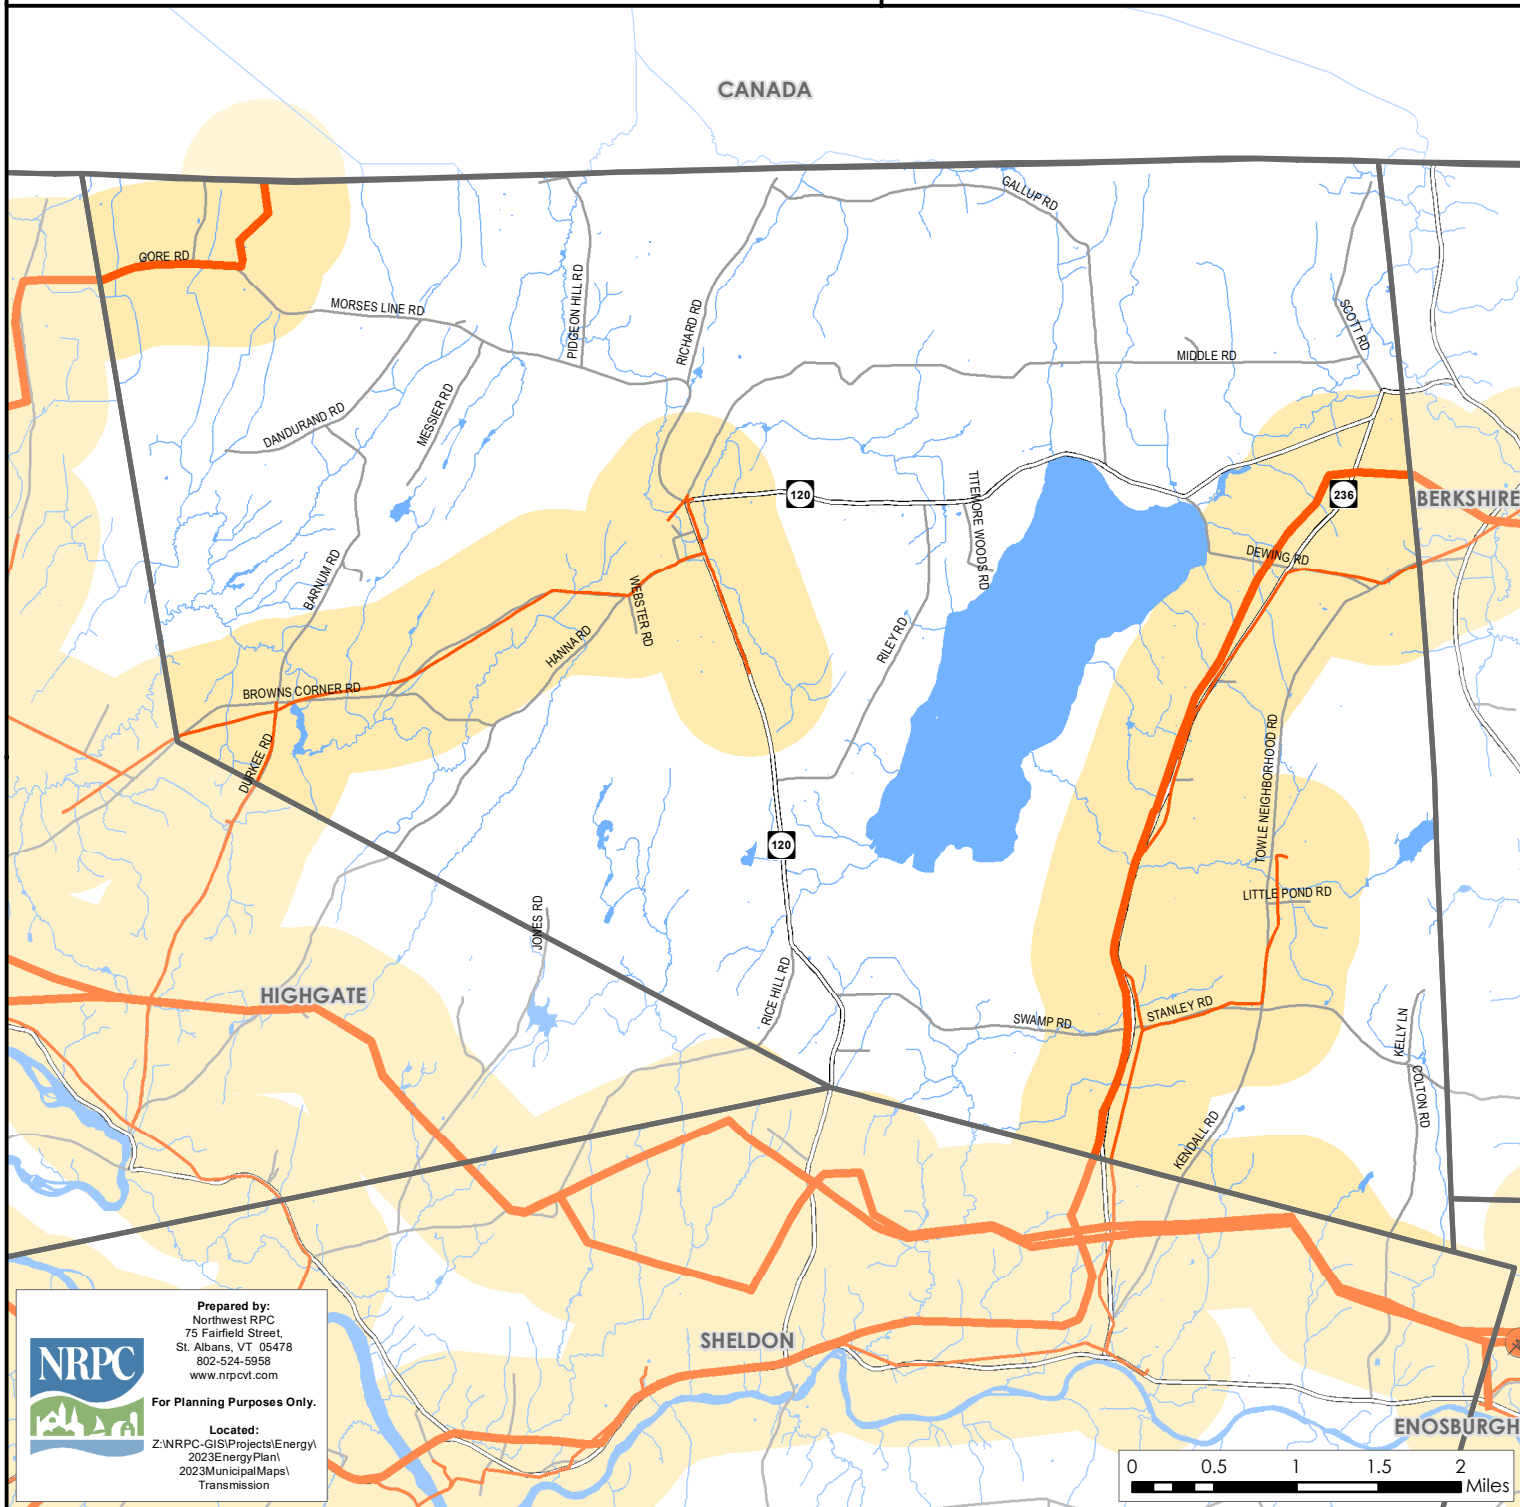 CANADA
GALLUP RD
GORE RD
MORSES LINE RD
PIDGEON HILL RD
RICHARD RD
SCOTT RD
MIDDLE RD
DANDURAND RD
MESSIER RD
120
TITEMORE WOODS RD
236
BERKSHIRE
DEWING RD
BARNUM RD
WEBSTER RD
HANNA RD
RILEY RD
BROWNS CORNER RD
DURKEE RD
TOWLE NEIGHBORHOOD RD
120
LITTLE POND RD
JONES RD
HIGHGATE
RICE HILL RD
SWAMP RD
STANLEY RD
KELLY LN
COLTON RD
KENDALL RD
SHELDON
ENOSBURGH
NRPC
Prepared by:
Northwest RPC
75 Fairfield Street,
St. Albans, VT 05478
802-524-5958
www.nrpcvt.com
For Planning Purposes Only.
Located:
Z:\NRPC-GIS\Projects\Energy\
2023EnergyPlan\
2023MunicipalMaps\
Transmission
0 0.5 1 1.5 2
Miles